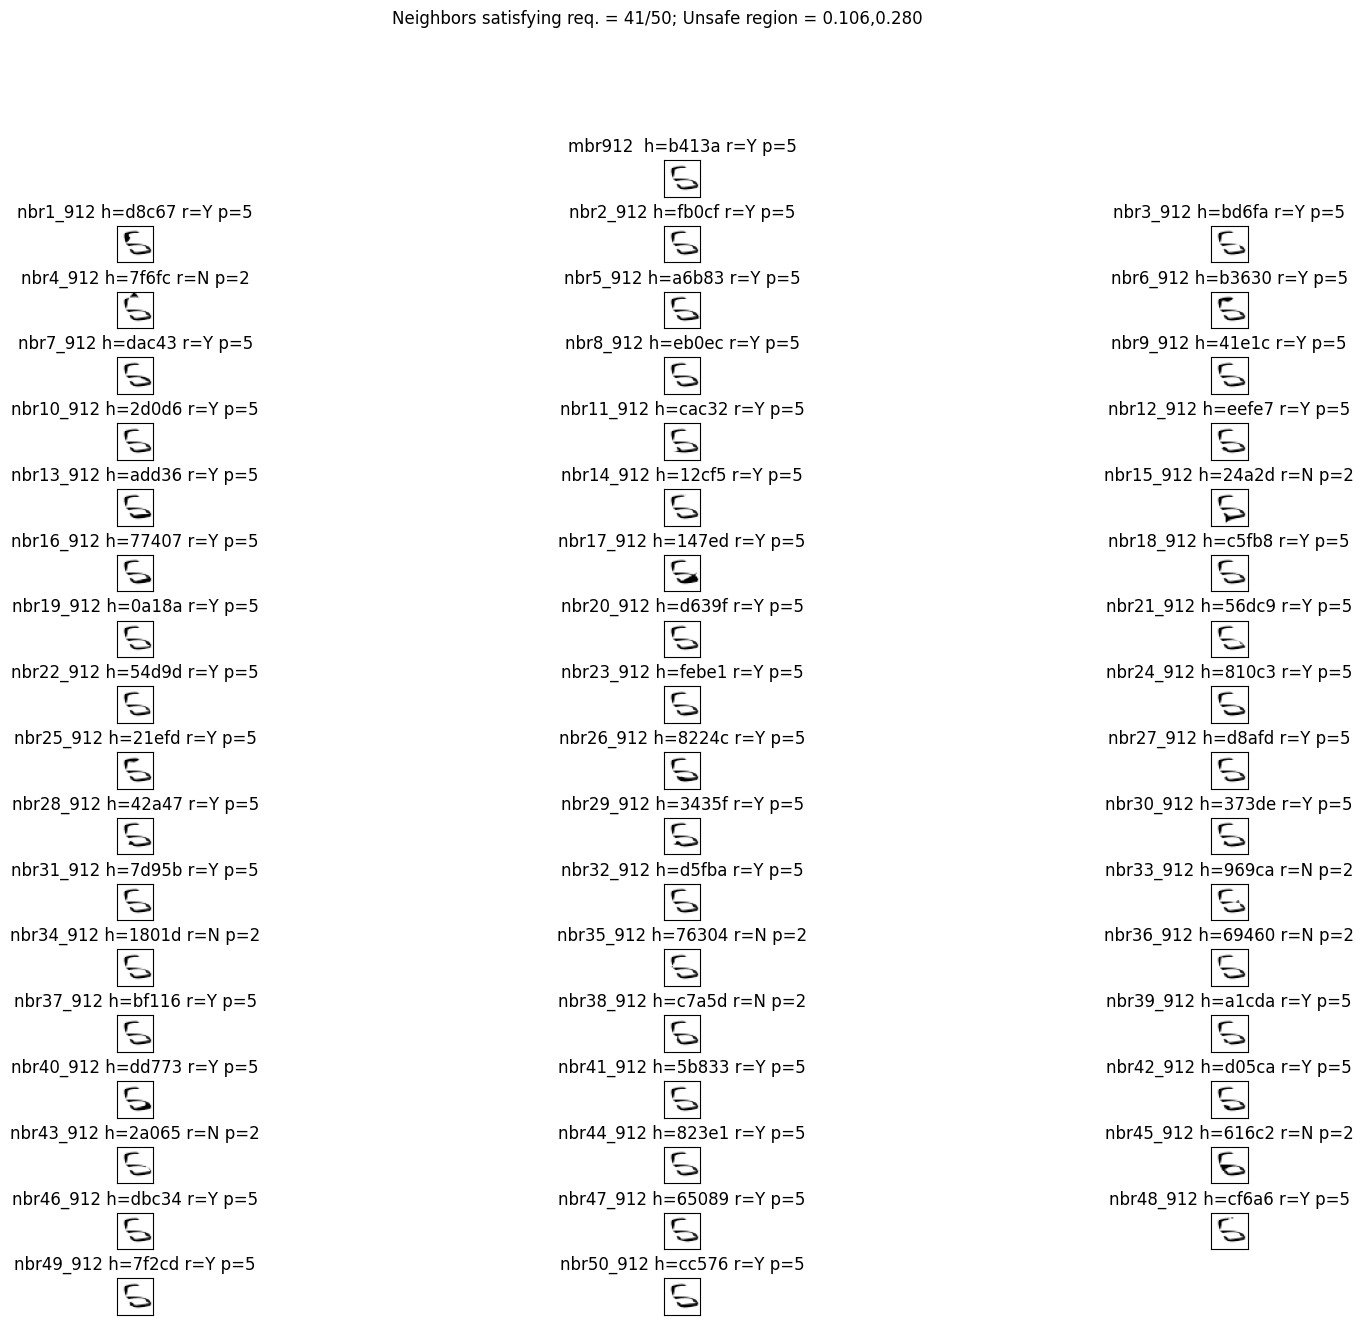 Neighbors satisfying req. = 41/50; Unsafe region = 0.106,0.280
mbr912  h=b413a r=Y p=5
nbr1_912 h=d8c67 r=Y p=5
nbr2_912 h=fb0cf r=Y p=5
nbr3_912 h=bd6fa r=Y p=5
nbr4_912 h=7f6fc r=N p=2
nbr5_912 h=a6b83 r=Y p=5
nbr6_912 h=b3630 r=Y p=5
nbr7_912 h=dac43 r=Y p=5
nbr8_912 h=eb0ec r=Y p=5
nbr9_912 h=41e1c r=Y p=5
nbr10_912 h=2d0d6 r=Y p=5
nbr11_912 h=cac32 r=Y p=5
nbr12_912 h=eefe7 r=Y p=5
nbr13_912 h=add36 r=Y p=5
nbr14_912 h=12cf5 r=Y p=5
nbr15_912 h=24a2d r=N p=2
nbr16_912 h=77407 r=Y p=5
nbr17_912 h=147ed r=Y p=5
nbr18_912 h=c5fb8 r=Y p=5
nbr19_912 h=0a18a r=Y p=5
nbr20_912 h=d639f r=Y p=5
nbr21_912 h=56dc9 r=Y p=5
nbr22_912 h=54d9d r=Y p=5
nbr23_912 h=febe1 r=Y p=5
nbr24_912 h=810c3 r=Y p=5
nbr25_912 h=21efd r=Y p=5
nbr26_912 h=8224c r=Y p=5
nbr27_912 h=d8afd r=Y p=5
nbr28_912 h=42a47 r=Y p=5
nbr29_912 h=3435f r=Y p=5
nbr30_912 h=373de r=Y p=5
nbr31_912 h=7d95b r=Y p=5
nbr32_912 h=d5fba r=Y p=5
nbr33_912 h=969ca r=N p=2
nbr34_912 h=1801d r=N p=2
nbr35_912 h=76304 r=N p=2
nbr36_912 h=69460 r=N p=2
nbr37_912 h=bf116 r=Y p=5
nbr38_912 h=c7a5d r=N p=2
nbr39_912 h=a1cda r=Y p=5
nbr40_912 h=dd773 r=Y p=5
nbr41_912 h=5b833 r=Y p=5
nbr42_912 h=d05ca r=Y p=5
nbr43_912 h=2a065 r=N p=2
nbr44_912 h=823e1 r=Y p=5
nbr45_912 h=616c2 r=N p=2
nbr46_912 h=dbc34 r=Y p=5
nbr47_912 h=65089 r=Y p=5
nbr48_912 h=cf6a6 r=Y p=5
nbr49_912 h=7f2cd r=Y p=5
nbr50_912 h=cc576 r=Y p=5